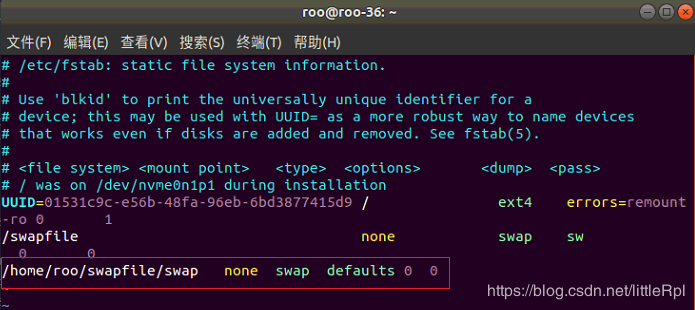 roo@roo-36: ~
文件(F) 编辑(E) 查看(V) 搜索(S) 终端(T) 帮助(H)
# /etc/fstab: static file system information.
#
# Use 'blkid' to print the universally unique identifier for a
# device; this may be used with UUID= as a more robust way to name devices
# that works even if disks are added and removed. See fstab(5).
#
# <file system> <mount point>   <type>  <options>       <dump>  <pass>
# / was on /dev/nvme0n1p1 during installation
UUID=01531c9c-e56b-48fa-96eb-6bd3877415d9 /               ext4    errors=remount
-ro 0       1
/swapfile                                 none            swap    sw
  0       0
/home/roo/swapfile/swap   none  swap  defaults 0  0
~
~
https://blog.csdn.net/littleRpl